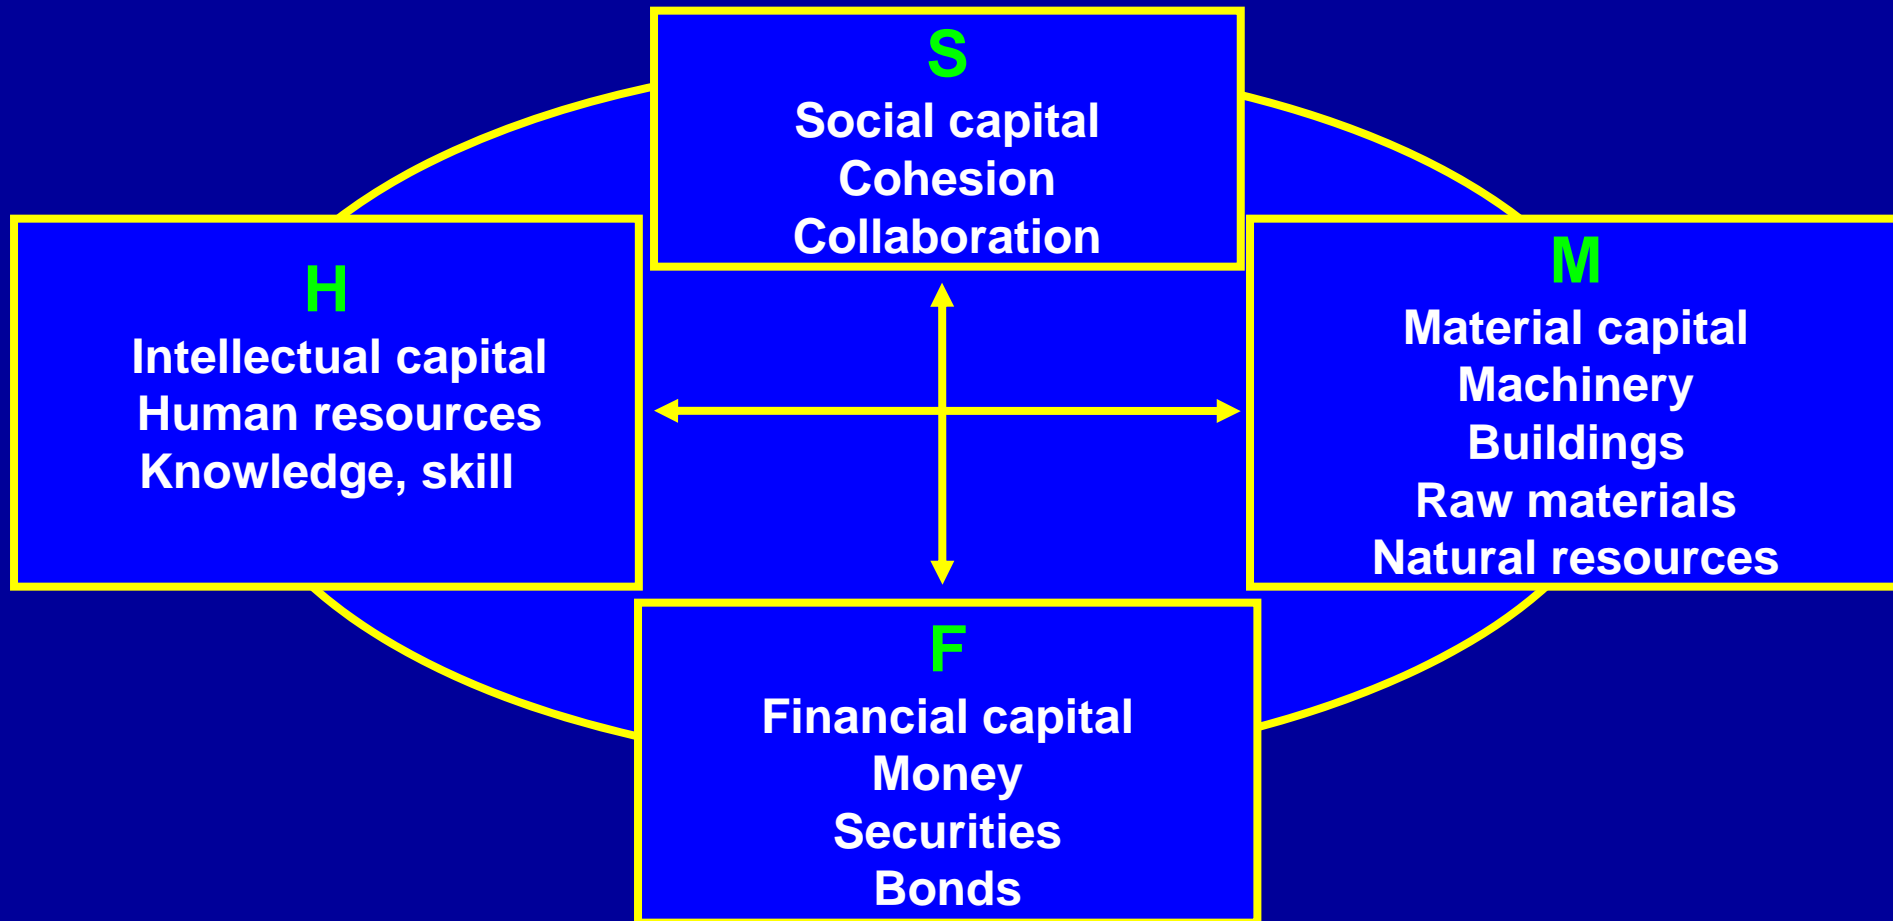 S
Social capital
Cohesion
Collaboration
H
Intellectual capital
Human resources
Knowledge, skill
M
Material capital
Machinery
Buildings
Raw materials
Natural resources
F
Financial capital
Money
Securities
Bonds